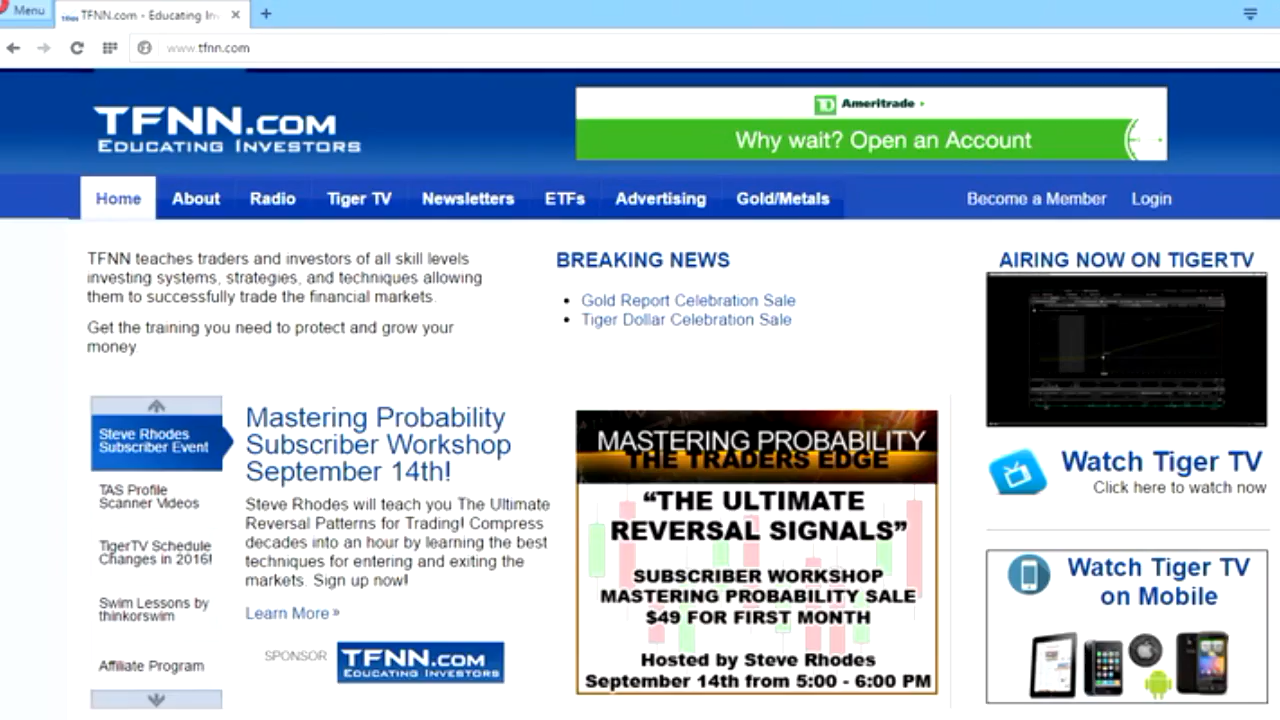 Menu
TFNN.com - Educating In
www.tfnn.com
TFNN.COM
EDUCATING INVESTORS
TD Ameritrade
Why wait? Open an Account
Home About Radio Tiger TV Newsletters ETFs Advertising Gold/Metals Become a Member Login
TFNN teaches traders and investors of all skill levels
investing systems, strategies, and techniques allowing
them to successfully trade the financial markets.
Get the training you need to protect and grow your
money.
BREAKING NEWS
• Gold Report Celebration Sale
• Tiger Dollar Celebration Sale
AIRING NOW ON TIGERTV
Steve Rhodes
Subscriber Event
TAS Profile
Scanner Videos
TigerTV Schedule
Changes in 2016!
Swim Lessons by
thinkorswim
Affiliate Program
Mastering Probability
Subscriber Workshop
September 14th!
Steve Rhodes will teach you The Ultimate
Reversal Patterns for Trading! Compress
decades into an hour by learning the best
techniques for entering and exiting the
markets. Sign up now!
Learn More »
SPONSOR
TFNN.COM
EDUCATING INVESTORS
MASTERING PROBABILITY
THE TRADERS EDGE
“THE ULTIMATE
REVERSAL SIGNALS”
SUBSCRIBER WORKSHOP
MASTERING PROBABILITY SALE
$49 FOR FIRST MONTH
Hosted by Steve Rhodes
September 14th from 5:00 - 6:00 PM
Watch Tiger TV
Click here to watch now
Watch Tiger TV
on Mobile